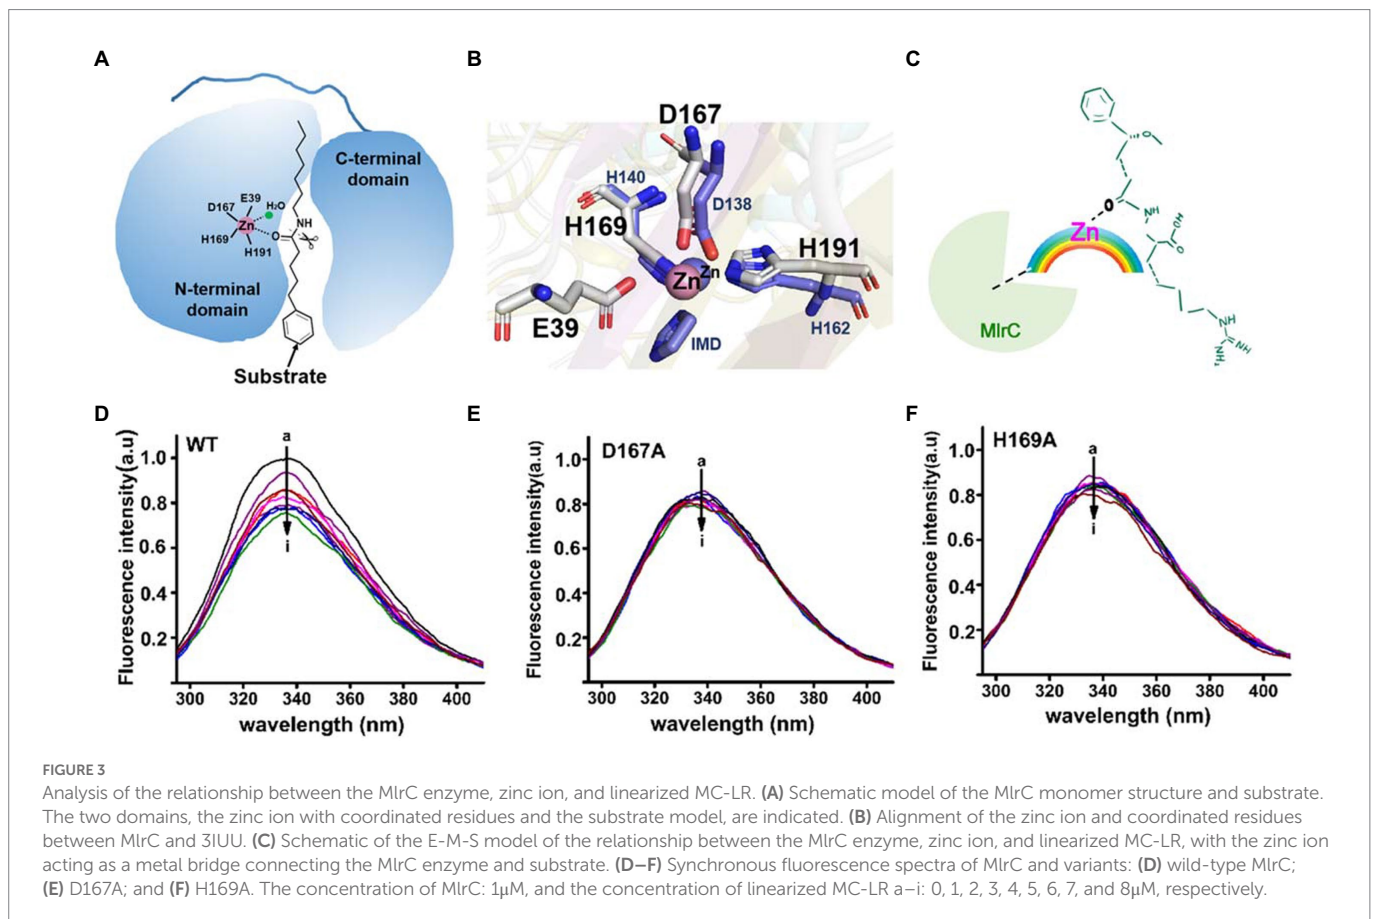 A
B
C
C-terminal
domain
E39
D167
H₂O
Zn
NH
O
H169
H191
N-terminal
domain
Substrate
D167
H140
D138
H169
H191
Zn
Zn
E39
H162
IMD
O
O
NH
HO
O
Zn
MlrC
NH
NH
NH₂
D
E
F
WT
a
i
Fluorescence intensity(a.u)
1.0
0.8
0.6
0.4
0.2
300 320 340 360 380 400
wavelength (nm)
D167A
a
i
Fluorescence intensity(a.u)
1.0
0.8
0.6
0.4
0.2
300 320 340 360 380 400
wavelength (nm)
H169A
a
i
Fluorescence intensity(a.u)
1.0
0.8
0.6
0.4
0.2
300 320 340 360 380 400
wavelength (nm)
FIGURE 3
Analysis of the relationship between the MlrC enzyme, zinc ion, and linearized MC-LR. (A) Schematic model of the MlrC monomer structure and substrate.
The two domains, the zinc ion with coordinated residues and the substrate model, are indicated. (B) Alignment of the zinc ion and coordinated residues
between MlrC and 3IUU. (C) Schematic of the E-M-S model of the relationship between the MlrC enzyme, zinc ion, and linearized MC-LR, with the zinc ion
acting as a metal bridge connecting the MlrC enzyme and substrate. (D–F) Synchronous fluorescence spectra of MlrC and variants: (D) wild-type MlrC;
(E) D167A; and (F) H169A. The concentration of MlrC: 1μM, and the concentration of linearized MC-LR a–i: 0, 1, 2, 3, 4, 5, 6, 7, and 8μM, respectively.